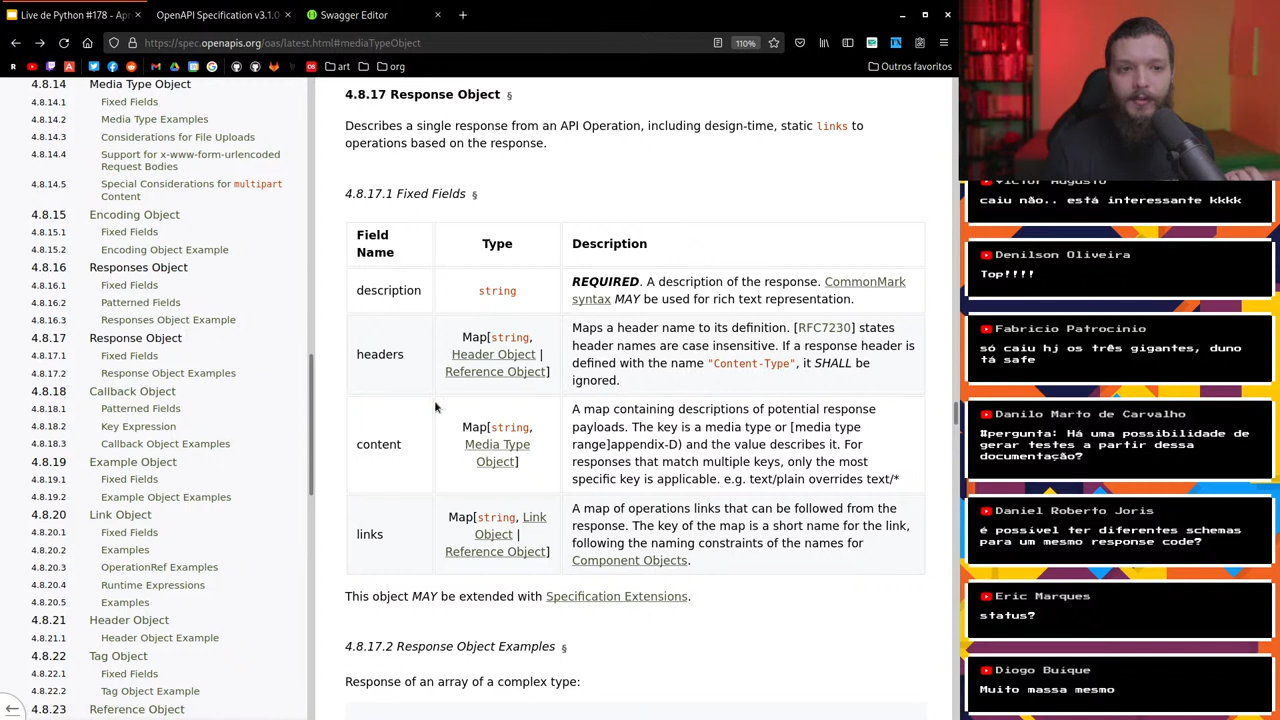 Live de Python #178 - Apr
OpenAPI Specification v3.1.0
Swagger Editor
https://spec.openapis.org/oas/latest.html#mediaTypeObject
110%
art
org
Outros favoritos
4.8.14 Media Type Object
4.8.14.1 Fixed Fields
4.8.14.2 Media Type Examples
4.8.14.3 Considerations for File Uploads
4.8.14.4 Support for x-www-form-urlencoded
Request Bodies
4.8.14.5 Special Considerations for multipart
Content
4.8.15 Encoding Object
4.8.15.1 Fixed Fields
4.8.15.2 Encoding Object Example
4.8.16 Responses Object
4.8.16.1 Fixed Fields
4.8.16.2 Patterned Fields
4.8.16.3 Responses Object Example
4.8.17 Response Object
4.8.17.1 Fixed Fields
4.8.17.2 Response Object Examples
4.8.18 Callback Object
4.8.18.1 Patterned Fields
4.8.18.2 Key Expression
4.8.18.3 Callback Object Examples
4.8.19 Example Object
4.8.19.1 Fixed Fields
4.8.19.2 Example Object Examples
4.8.20 Link Object
4.8.20.1 Fixed Fields
4.8.20.2 Examples
4.8.20.3 OperationRef Examples
4.8.20.4 Runtime Expressions
4.8.20.5 Examples
4.8.21 Header Object
4.8.21.1 Header Object Example
4.8.22 Tag Object
4.8.22.1 Fixed Fields
4.8.22.2 Tag Object Example
4.8.23 Reference Object
4.8.17 Response Object §
Describes a single response from an API Operation, including design-time, static links to
operations based on the response.
4.8.17.1 Fixed Fields §
Field
Name
Type
Description
description
string
REQUIRED. A description of the response. CommonMark
syntax MAY be used for rich text representation.
headers
Map[string,
Header Object |
Reference Object]
Maps a header name to its definition. [RFC7230] states
header names are case insensitive. If a response header is
defined with the name "Content-Type", it SHALL be
ignored.
content
Map[string,
Media Type
Object]
A map containing descriptions of potential response
payloads. The key is a media type or [media type
range]appendix-D) and the value describes it. For
responses that match multiple keys, only the most
specific key is applicable. e.g. text/plain overrides text/*
links
Map[string, Link
Object |
Reference Object]
A map of operations links that can be followed from the
response. The key of the map is a short name for the link,
following the naming constraints of the names for
Component Objects.
This object MAY be extended with Specification Extensions.
4.8.17.2 Response Object Examples §
Response of an array of a complex type:
Victor Augusto
caiu não.. está interessante kkkk
Denilson Oliveira
Top!!!!
Fabricio Patrocinio
só caiu hj os três gigantes, duno
tá safe
Danilo Marto de Carvalho
#pergunta: Há uma possibilidade de
gerar testes a partir dessa
documentação?
Daniel Roberto Joris
é possível ter diferentes schemas
para um mesmo response code?
Eric Marques
status?
Diogo Buique
Muito massa mesmo